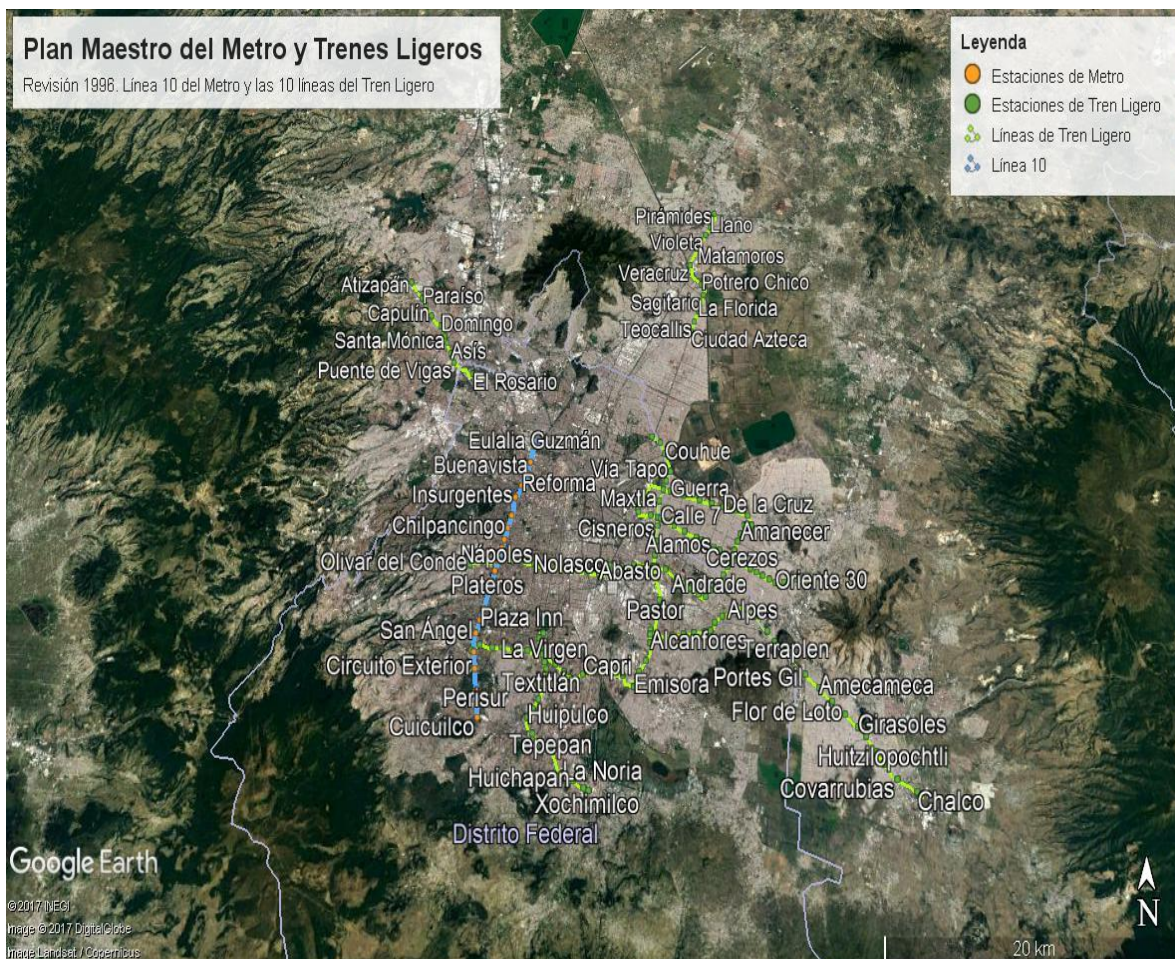 Plan Maestro del Metro y Trenes Ligeros
Revisión 1996. Línea 10 del Metro y las 10 líneas del Tren Ligero
Leyenda
Estaciones de Metro
Estaciones de Tren Ligero
Líneas de Tren Ligero
Línea 10
Pirámides
Llano
Violeta
Matamoros
Veracruz
Potrero Chico
Sagitario
La Florida
Teocallis
Ciudad Azteca
Atizapán
Paraíso
Capulín
Domingo
Santa Mónica
Asís
Puente de Vigas
El Rosario
Eulalia Guzmán
Couhue
Buenavista
Vía Tapo
Reforma
Guerra
Insurgentes
Maxtla
De la Cruz
Chilpancingo
Cisneros
Calle 7
Amanecer
Álamos
Nápoles
Cerezos
Olivar del Conde
Nolasco
Abasto
Oriente 30
Plateros
Andrade
Pastor
Alpes
Plaza Inn
San Ángel
Alcanfores
La Virgen
Terraplen
Circuito Exterior
Capri
Portes Gil
Textitlán
Emisora
Amecameca
Perisur
Flor de Loto
Cuicuilco
Huipulco
Girasoles
Tepepan
Huitzilopochtli
La Noria
Huichapan
Covarrubias
Xochimilco
Chalco
Distrito Federal
Google Earth
©2017 INEGI
Image ©2017 DigitalGlobe
Image Landsat / Copernicus
N
20 km